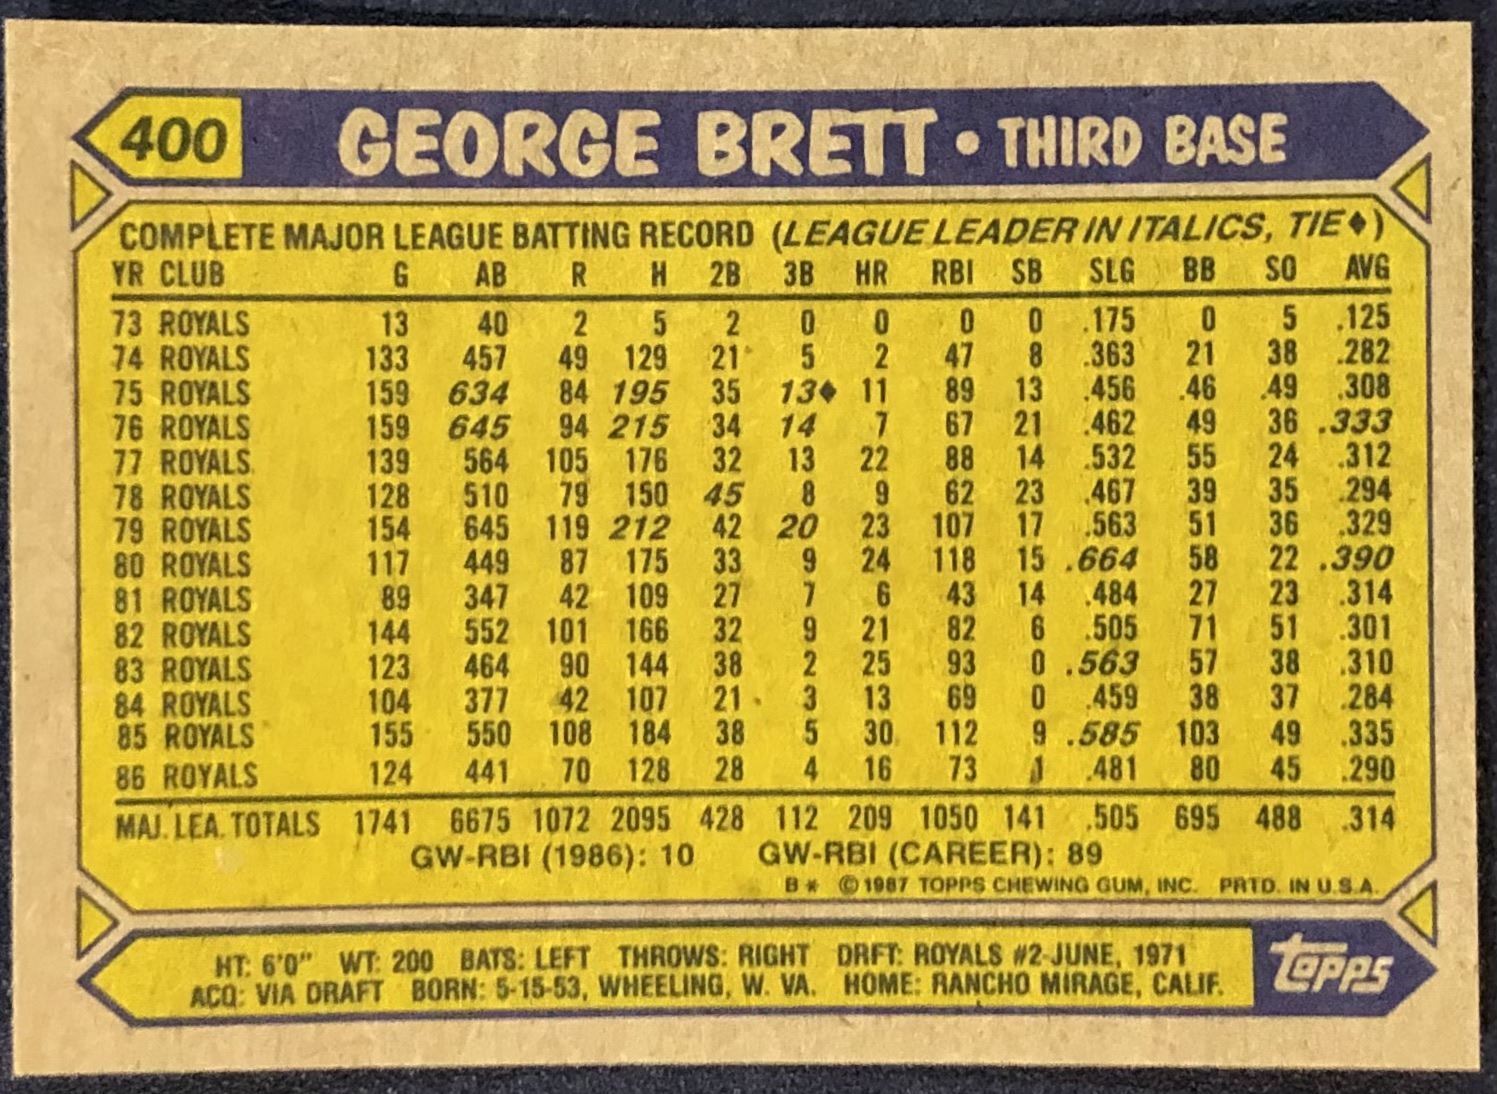 400 GEORGE BRETT • THIRD BASE
COMPLETE MAJOR LEAGUE BATTING RECORD (LEAGUE LEADER IN ITALICS, TIE♦)
YR CLUB G AB R H 2B 3B HR RBI SB SLG BB SO AVG
73 ROYALS 13 40 2 5 2 0 0 0 0 .175 0 5 .125
74 ROYALS 133 457 49 129 21 5 2 47 8 .363 21 38 .282
75 ROYALS 159 634 84 195 35 13♦ 11 89 13 .456 46 49 .308
76 ROYALS 159 645 94 215 34 14 7 67 21 .462 49 36 .333
77 ROYALS 139 564 105 176 32 13 22 88 14 .532 55 24 .312
78 ROYALS 128 510 79 150 45 8 9 62 23 .467 39 35 .294
79 ROYALS 154 645 119 212 42 20 23 107 17 .563 51 36 .329
80 ROYALS 117 449 87 175 33 9 24 118 15 .664 58 22 .390
81 ROYALS 89 347 42 109 27 7 6 43 14 .484 27 23 .314
82 ROYALS 144 552 101 166 32 9 21 82 6 .505 71 51 .301
83 ROYALS 123 464 90 144 38 2 25 93 0 .563 57 38 .310
84 ROYALS 104 377 42 107 21 3 13 69 0 .459 38 37 .284
85 ROYALS 155 550 108 184 38 5 30 112 9 .585 103 49 .335
86 ROYALS 124 441 70 128 28 4 16 73 1 .481 80 45 .290
MAJ. LEA. TOTALS 1741 6675 1072 2095 428 112 209 1050 141 .505 695 488 .314
GW-RBI (1986): 10 GW-RBI (CAREER): 89
B* ©1987 TOPPS CHEWING GUM, INC. PRTD. IN U.S.A.
HT: 6'0" WT: 200 BATS: LEFT THROWS: RIGHT DRFT: ROYALS #2-JUNE, 1971
ACQ: VIA DRAFT BORN: 5-15-53, WHEELING, W. VA. HOME: RANCHO MIRAGE, CALIF.
topps